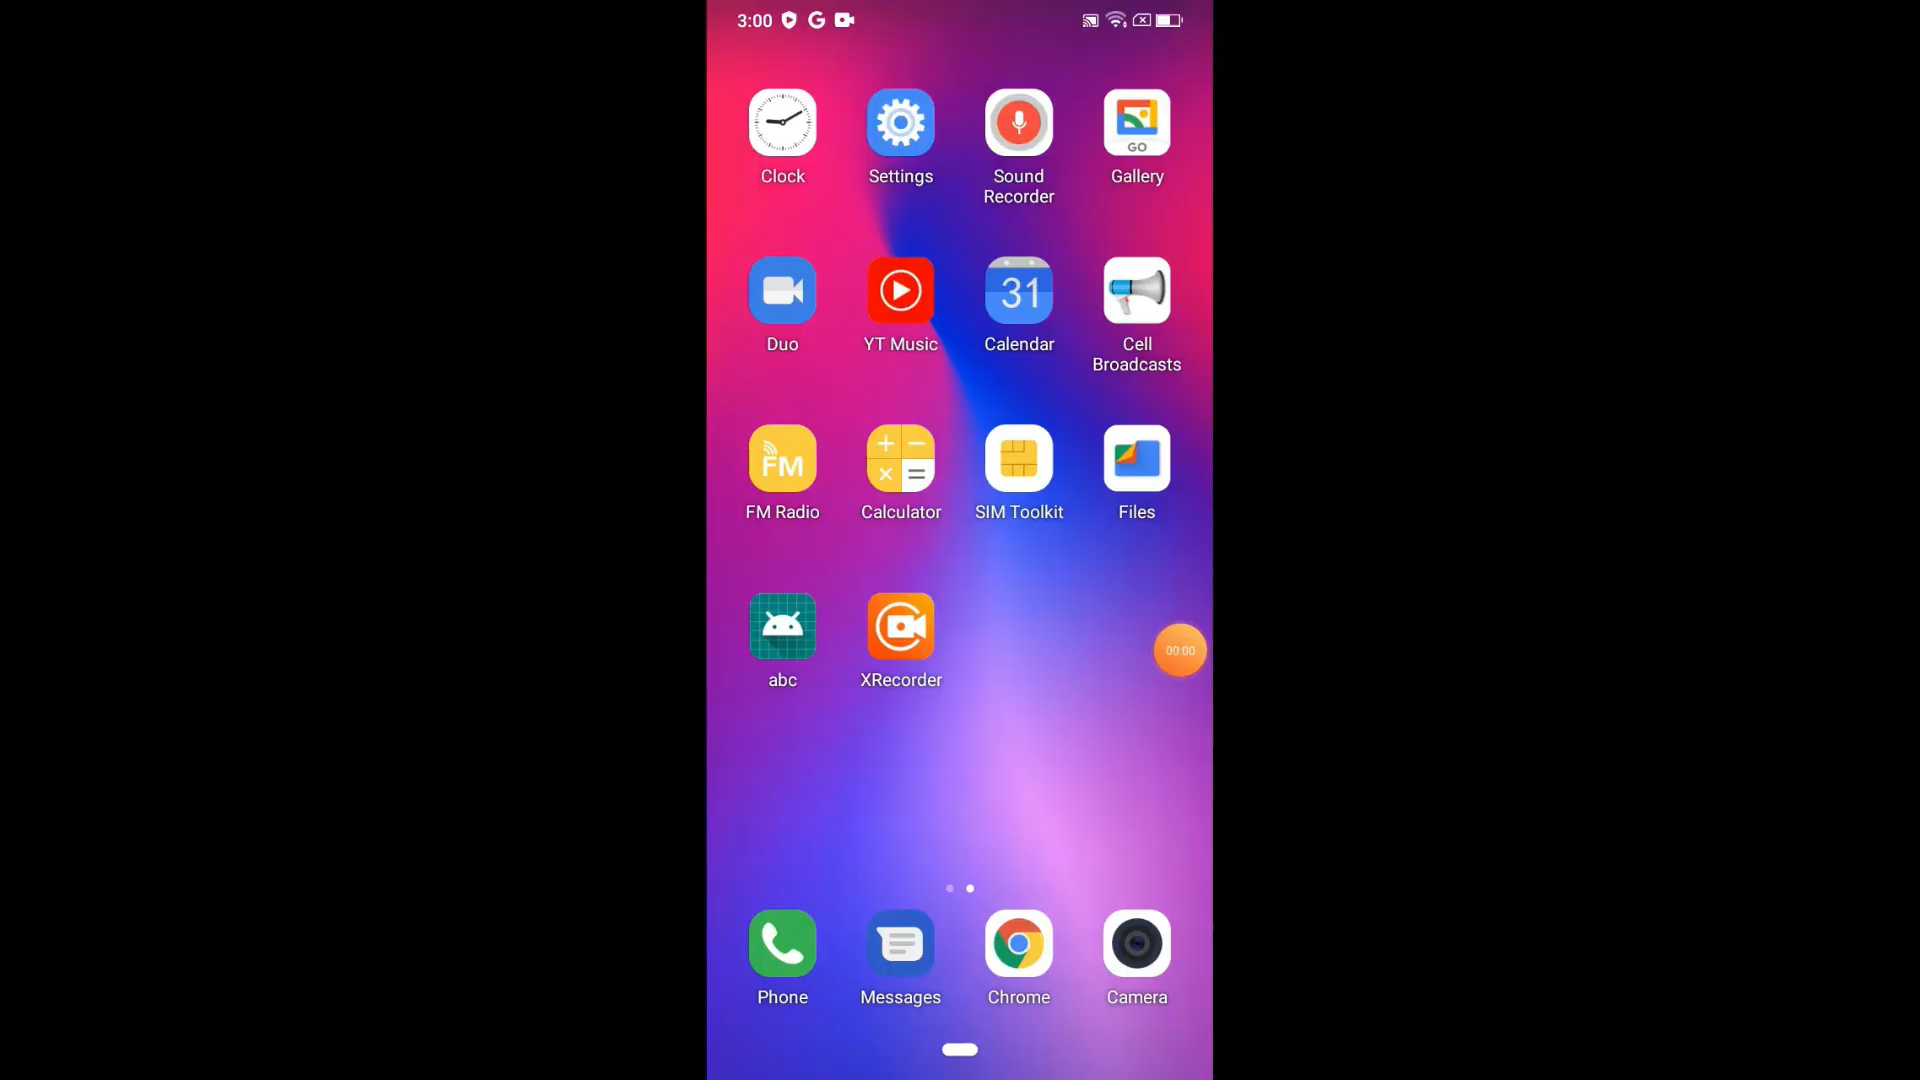 3:00
Clock
Settings
Sound
Recorder
GO
Gallery
Duo
YT Music
31
Calendar
Cell
Broadcasts
FM
FM Radio
Calculator
SIM Toolkit
Files
abc
XRecorder
00:00
Phone
Messages
Chrome
Camera